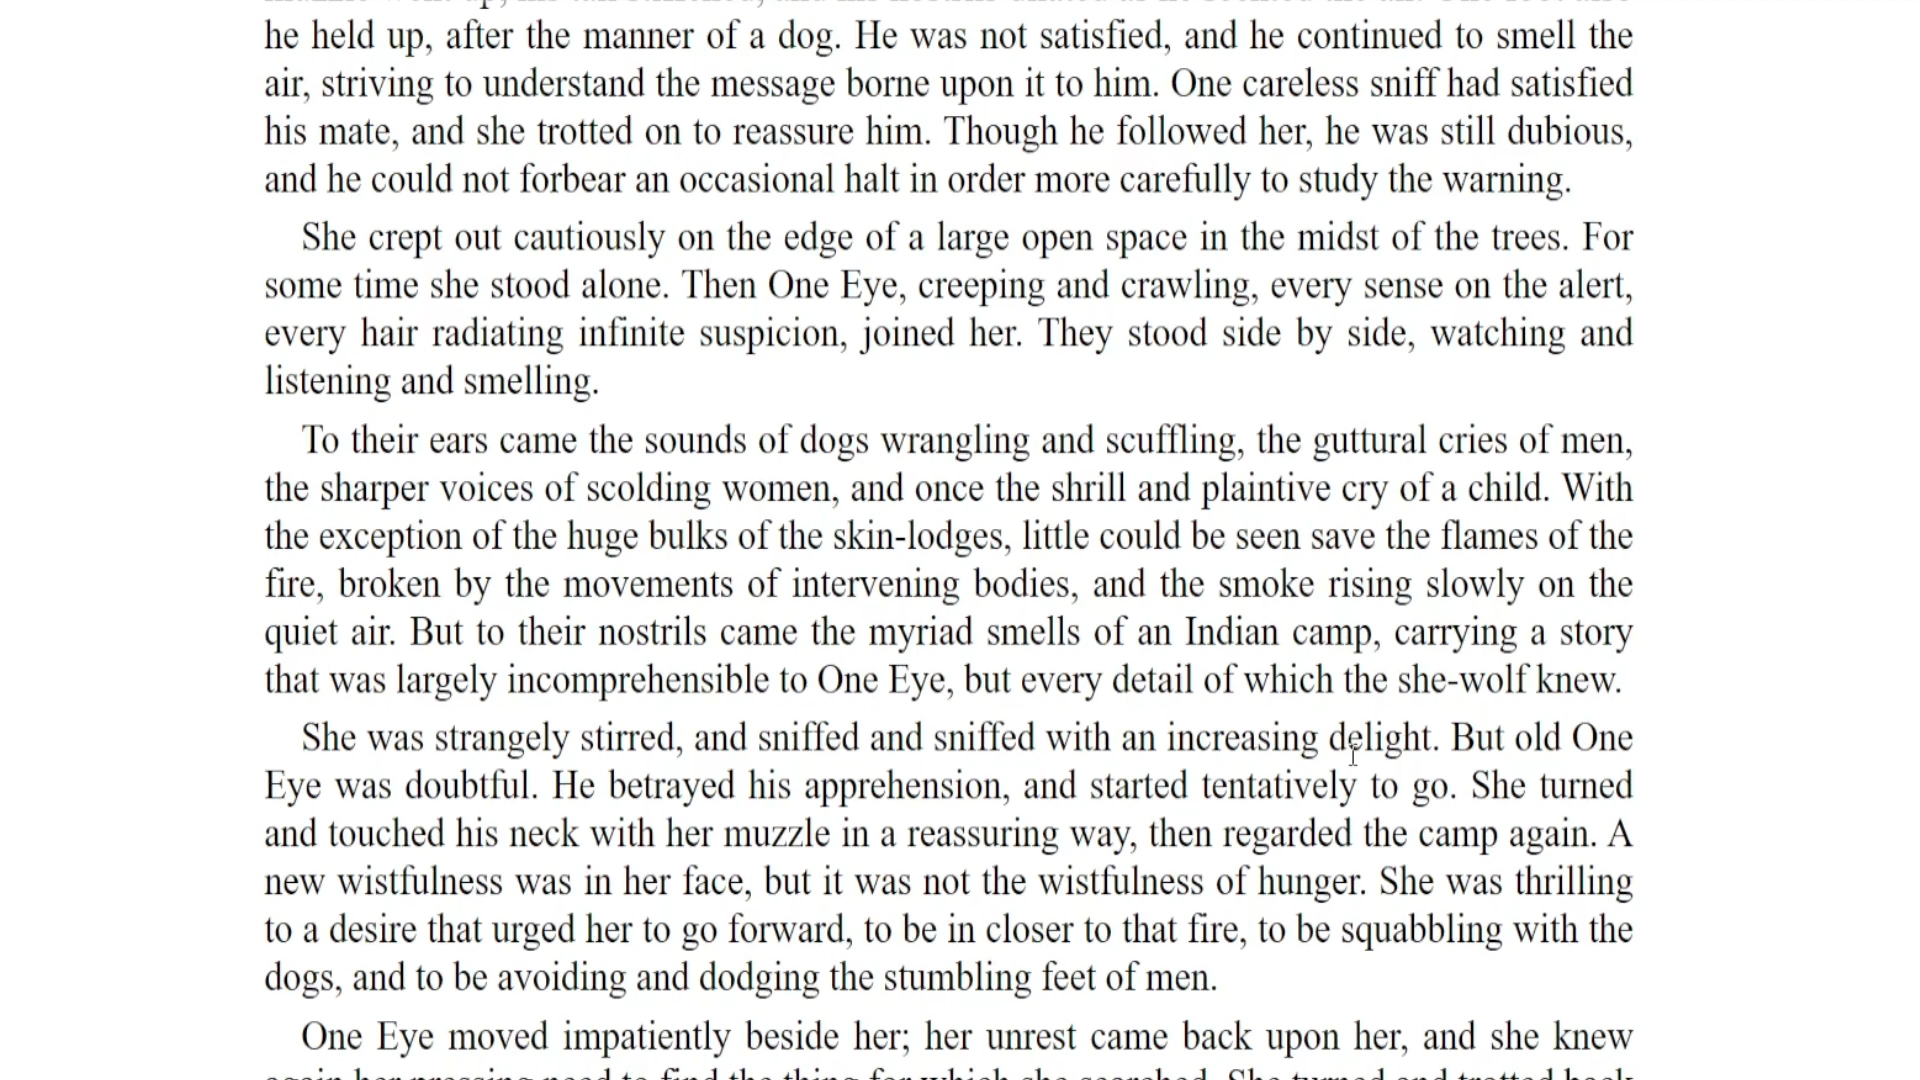 he held up, after the manner of a dog. He was not satisfied, and he continued to smell the
air, striving to understand the message borne upon it to him. One careless sniff had satisfied
his mate, and she trotted on to reassure him. Though he followed her, he was still dubious,
and he could not forbear an occasional halt in order more carefully to study the warning.
She crept out cautiously on the edge of a large open space in the midst of the trees. For
some time she stood alone. Then One Eye, creeping and crawling, every sense on the alert,
every hair radiating infinite suspicion, joined her. They stood side by side, watching and
listening and smelling.
To their ears came the sounds of dogs wrangling and scuffling, the guttural cries of men,
the sharper voices of scolding women, and once the shrill and plaintive cry of a child. With
the exception of the huge bulks of the skin-lodges, little could be seen save the flames of the
fire, broken by the movements of intervening bodies, and the smoke rising slowly on the
quiet air. But to their nostrils came the myriad smells of an Indian camp, carrying a story
that was largely incomprehensible to One Eye, but every detail of which the she-wolf knew.
She was strangely stirred, and sniffed and sniffed with an increasing delight. But old One
Eye was doubtful. He betrayed his apprehension, and started tentatively to go. She turned
and touched his neck with her muzzle in a reassuring way, then regarded the camp again. A
new wistfulness was in her face, but it was not the wistfulness of hunger. She was thrilling
to a desire that urged her to go forward, to be in closer to that fire, to be squabbling with the
dogs, and to be avoiding and dodging the stumbling feet of men.
One Eye moved impatiently beside her; her unrest came back upon her, and she knew
again her pressing need to find the thing for which she searched. She turned and trotted back